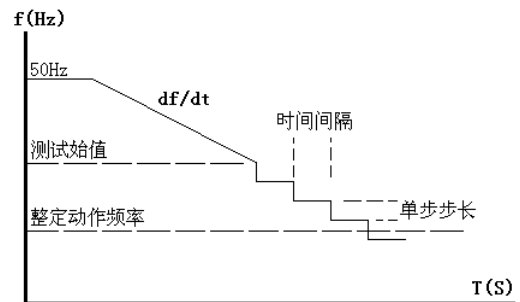 f(Hz)
50Hz
df/dt
时间间隔
测试始值
单步步长
整定动作频率
T(S)